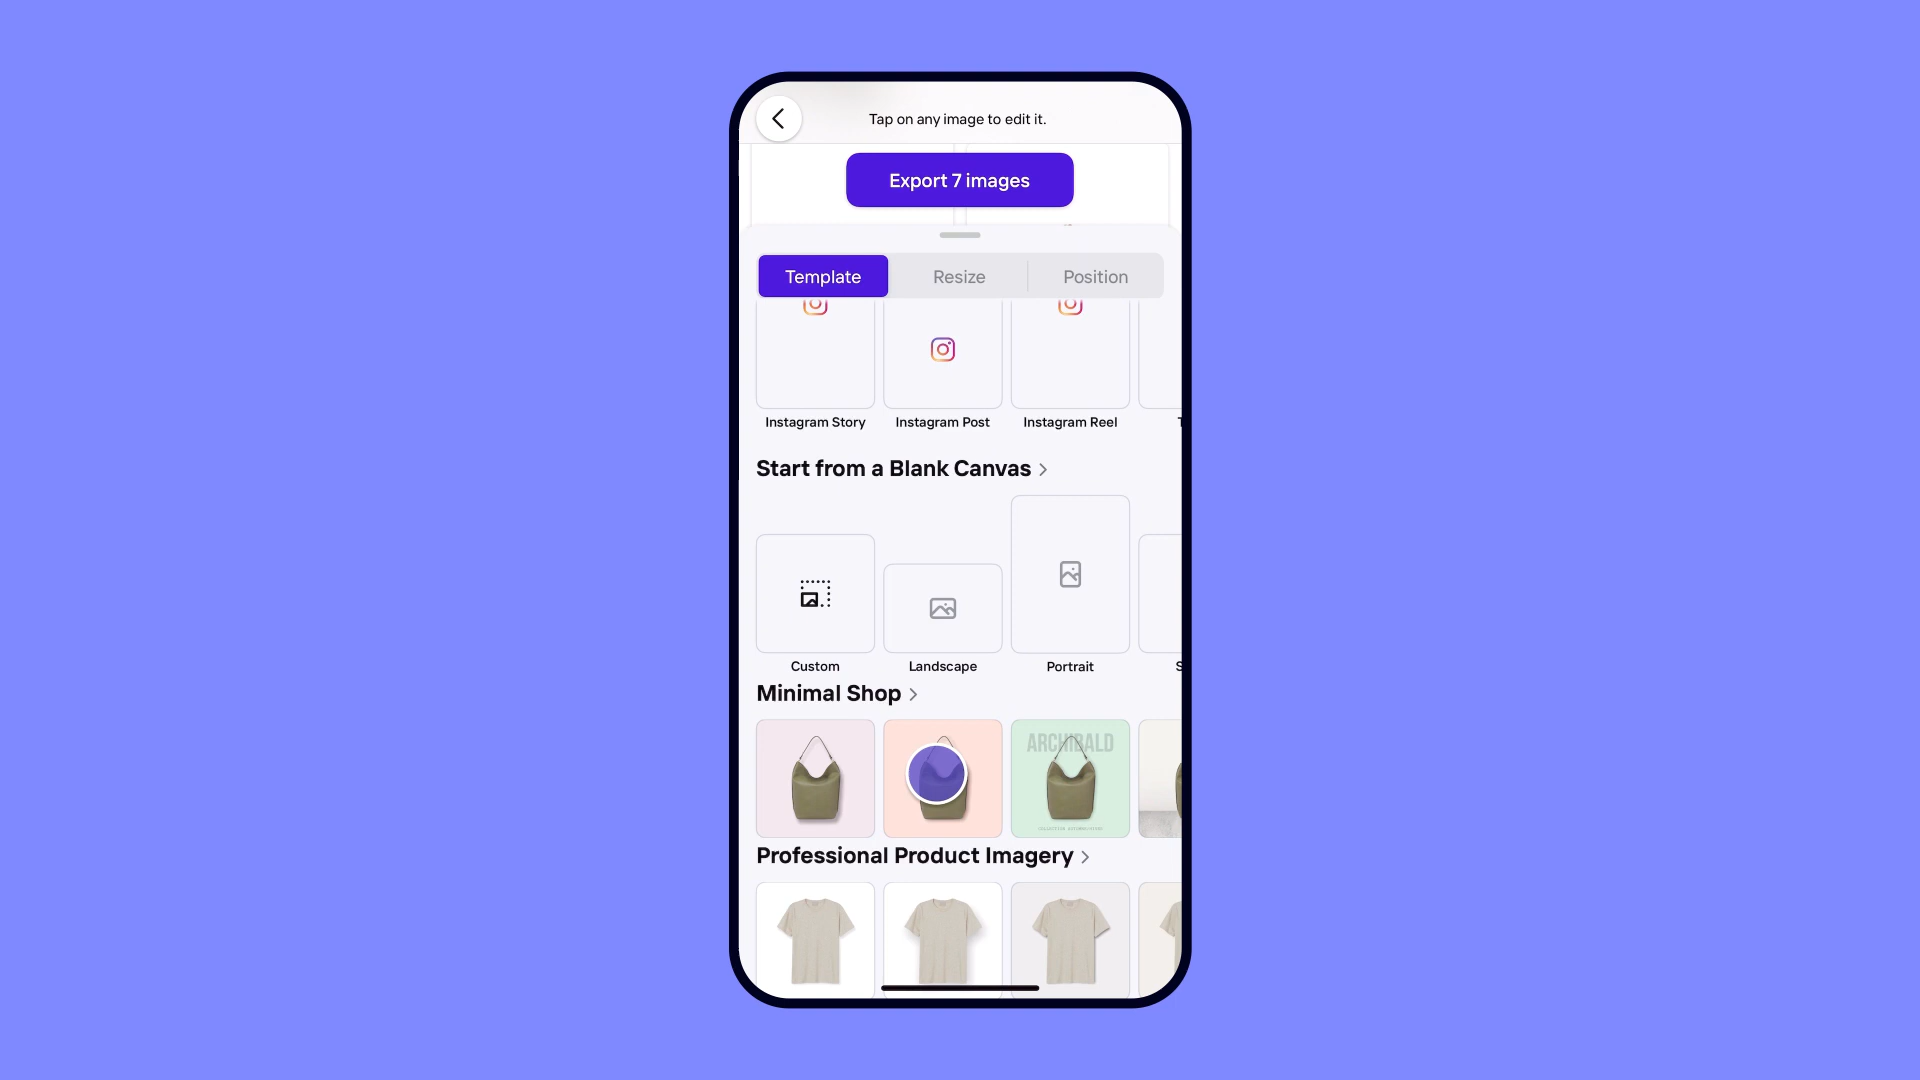 Tap on any image to edit it.
Export 7 images
Template Resize Position
Instagram Story Instagram Post Instagram Reel T
Start from a Blank Canvas
Custom Landscape Portrait S
Minimal Shop
ARCHIBALD
Professional Product Imagery